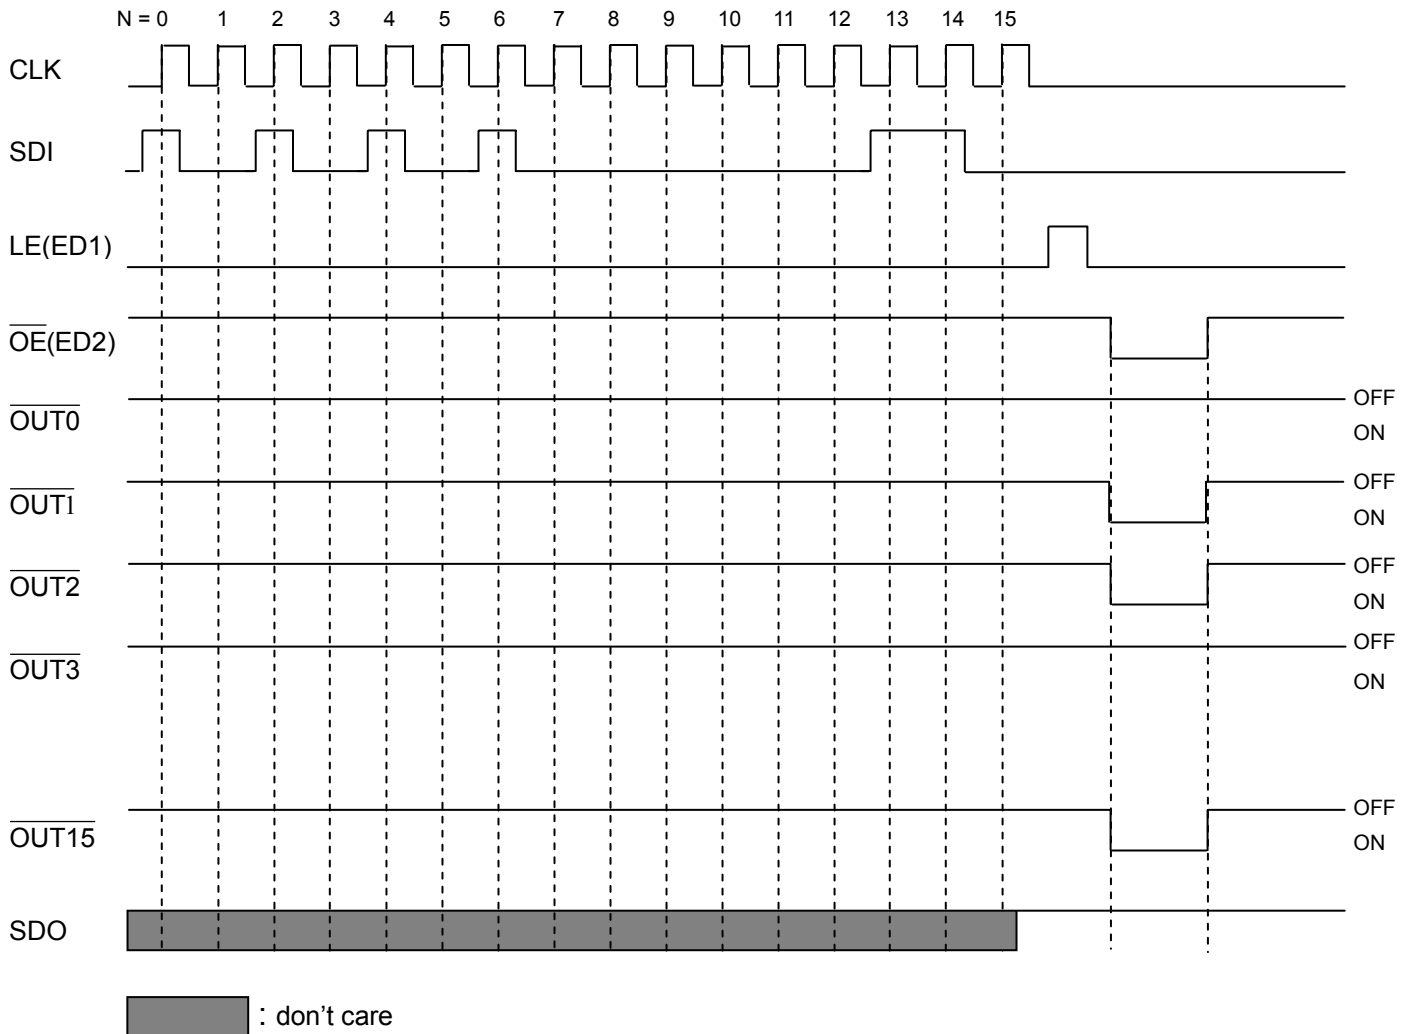 N = 0 1 2 3 4 5 6 7 8 9 10 11 12 13 14 15
CLK
SDI
LE(ED1)
OE(ED2)
OFF
OUT0
ON
OFF
OUT1
ON
OFF
OUT2
ON
OFF
OUT3
ON
OFF
OUT15
ON
SDO
: don't care